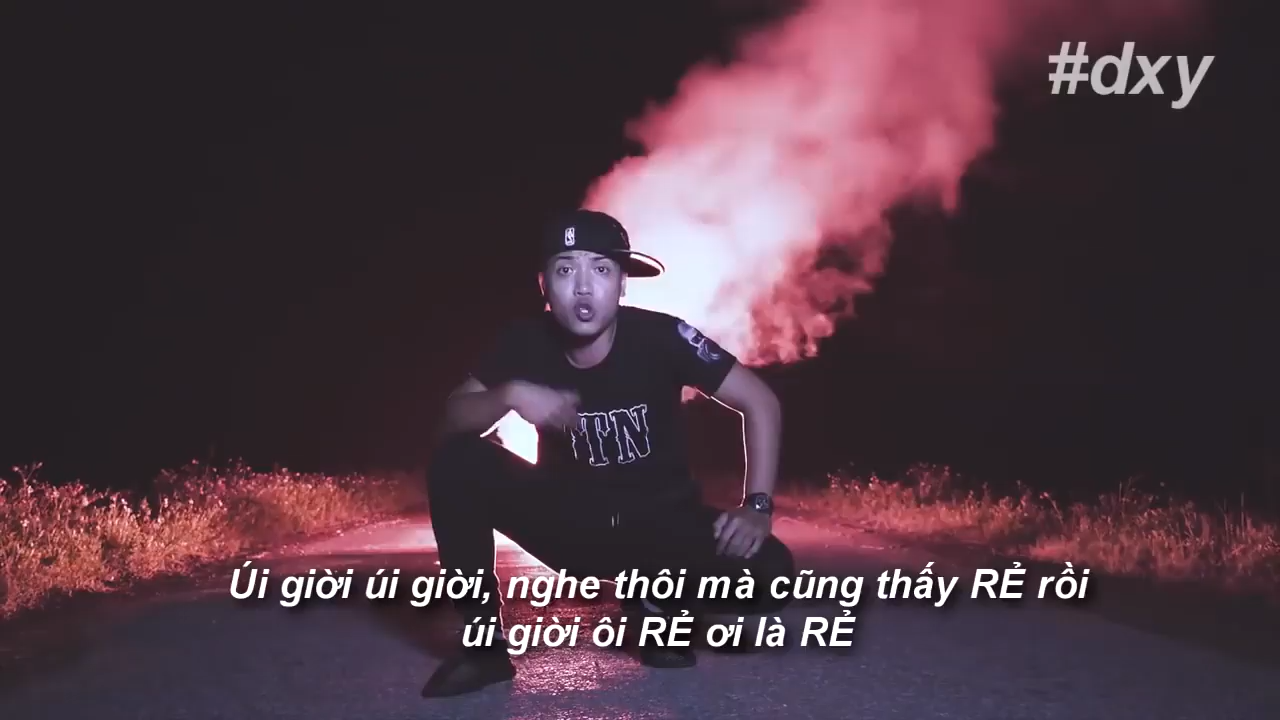 #dxy
TN
Úi giời úi giời, nghe thôi mà cũng thấy RẺ rồi
úi giời ôi RẺ ơi là RẺ